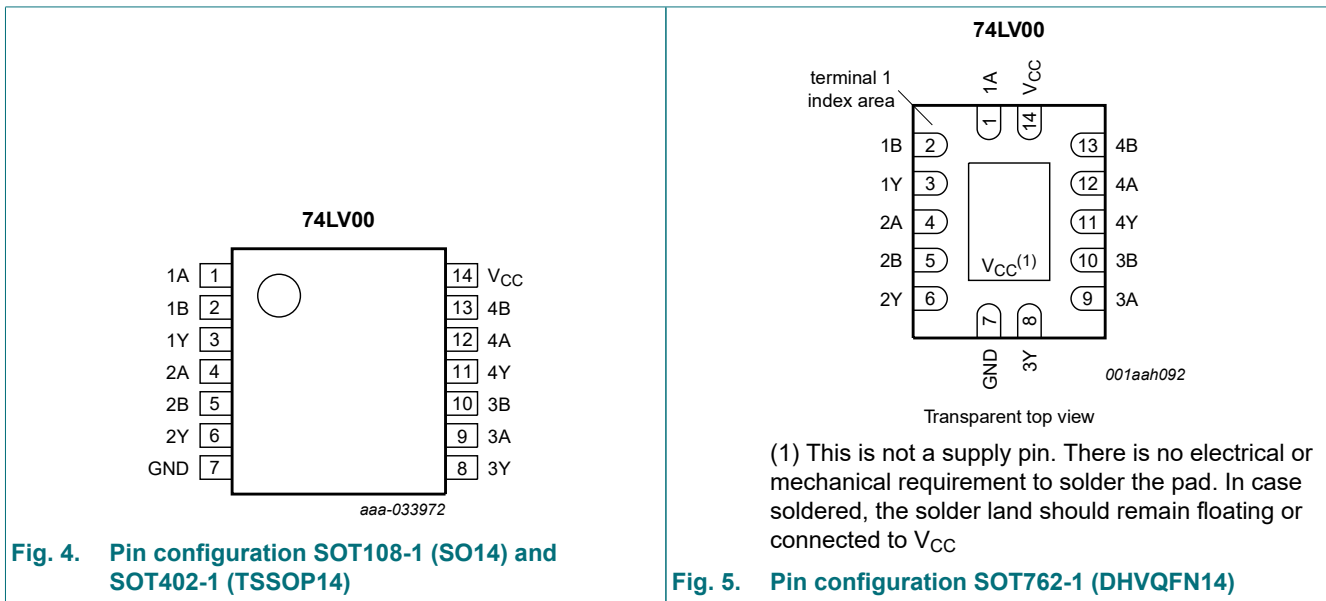 74LV00
1A 1
14 VCC
1B 2
13 4B
1Y 3
12 4A
2A 4
11 4Y
2B 5
10 3B
2Y 6
9 3A
GND 7
8 3Y
aaa-033972
Fig. 4. Pin configuration SOT108-1 (SO14) and
SOT402-1 (TSSOP14)
74LV00
terminal 1
index area
1A
VCC
1
14
1B 2
13 4B
1Y 3
12 4A
2A 4
11 4Y
2B 5
10 3B
2Y 6
9 3A
VCC(1)
7
8
GND
3Y
001aah092
Transparent top view
(1) This is not a supply pin. There is no electrical or
mechanical requirement to solder the pad. In case
soldered, the solder land should remain floating or
connected to VCC
Fig. 5. Pin configuration SOT762-1 (DHVQFN14)